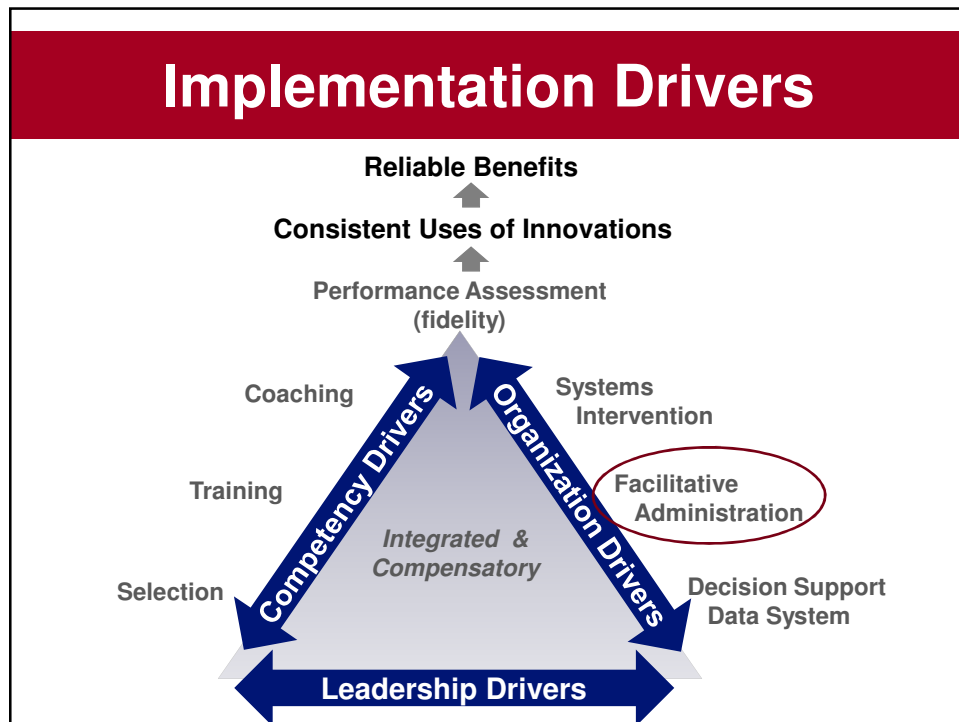 Implementation Drivers
Reliable Benefits
Consistent Uses of Innovations
Performance Assessment
(fidelity)
Coaching
Training
Selection
Competency Drivers
Integrated &
Compensatory
Organization Drivers
Systems
Intervention
Facilitative
Administration
Decision Support
Data System
Leadership Drivers